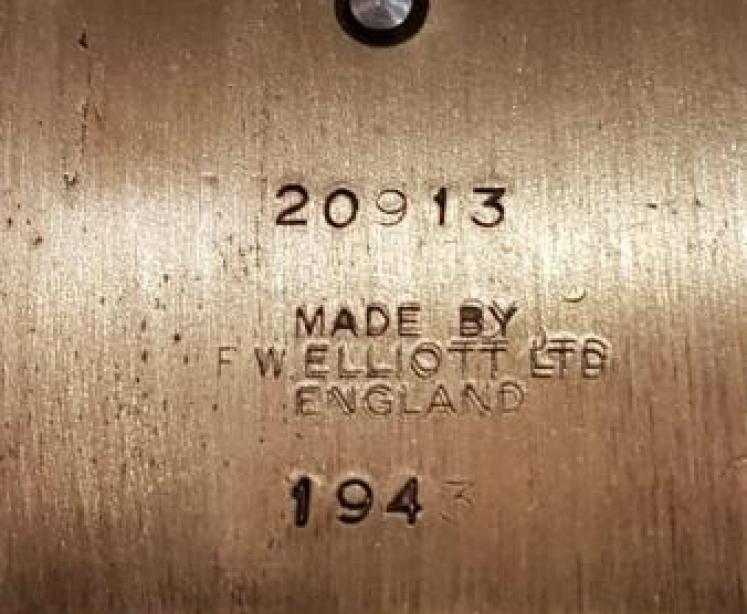 20913
MADE BY
F W ELLIOTT LTD
ENGLAND
1943